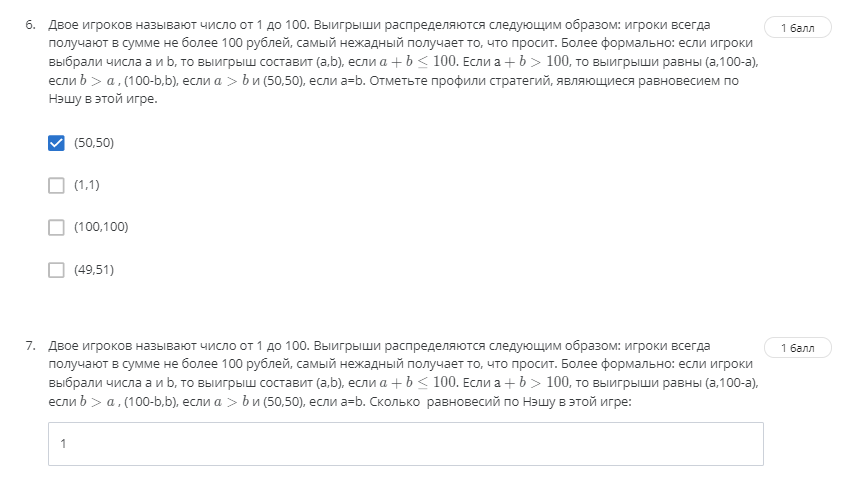 6. Двое игроков называют число от 1 до 100. Выигрыши распределяются следующим образом: игроки всегда
1 балл
получают в сумме не более 100 рублей, самый нежадный получает то, что просит. Более формально: если игроки
выбрали числа a и b, то выигрыш составит (a,b), если a + b ≤ 100. Если a + b > 100, то выигрыши равны (a,100-a),
если b > a , (100-b,b), если a > b и (50,50), если a=b. Отметьте профили стратегий, являющиеся равновесием по
Нэшу в этой игре.
(50,50)
(1,1)
(100,100)
(49,51)
7. Двое игроков называют число от 1 до 100. Выигрыши распределяются следующим образом: игроки всегда
1 балл
получают в сумме не более 100 рублей, самый нежадный получает то, что просит. Более формально: если игроки
выбрали числа a и b, то выигрыш составит (a,b), если a + b ≤ 100. Если a + b > 100, то выигрыши равны (a,100-a),
если b > a , (100-b,b), если a > b и (50,50), если a=b. Сколько равновесий по Нэшу в этой игре:
1